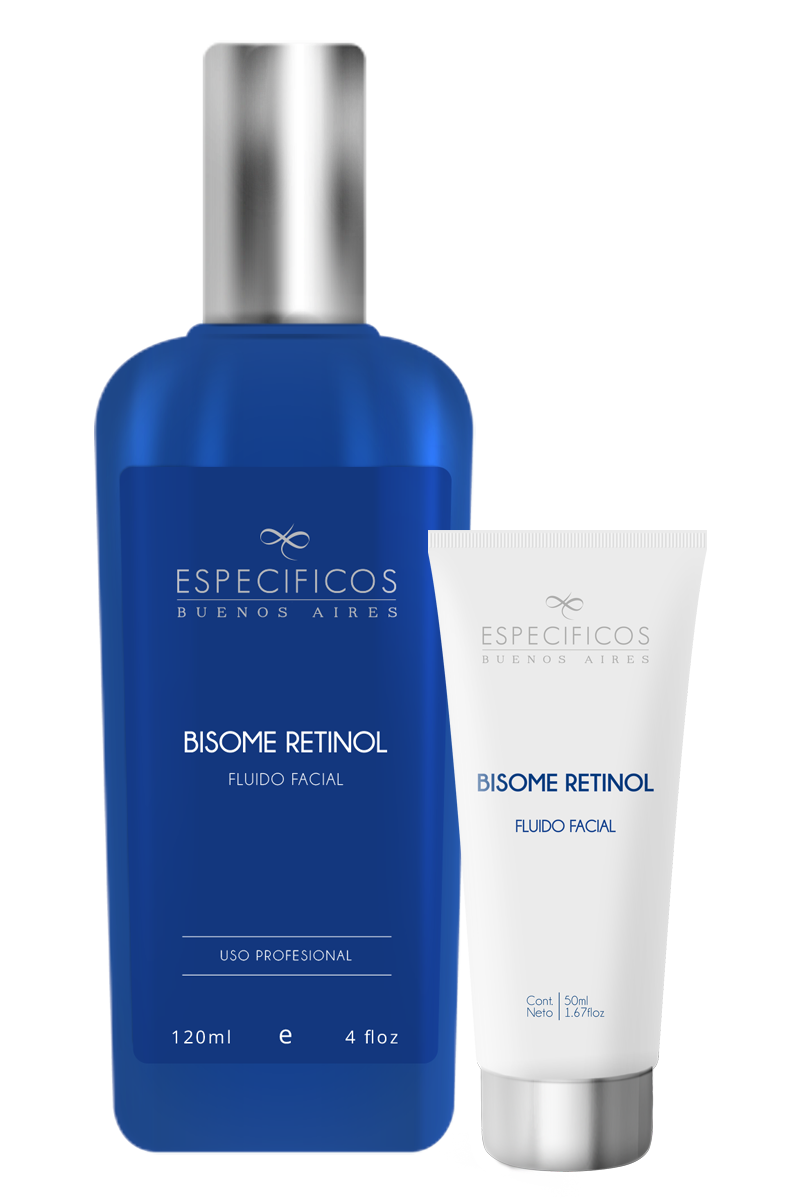 ESPECIFICOS
BUENOS AIRES
BISOME RETINOL
FLUIDO FACIAL
USO PROFESIONAL
120ml e 4 floz
ESPECIFICOS
BUENOS AIRES
BISOME RETINOL
FLUIDO FACIAL
Cont. 50ml
Neto 1.67floz